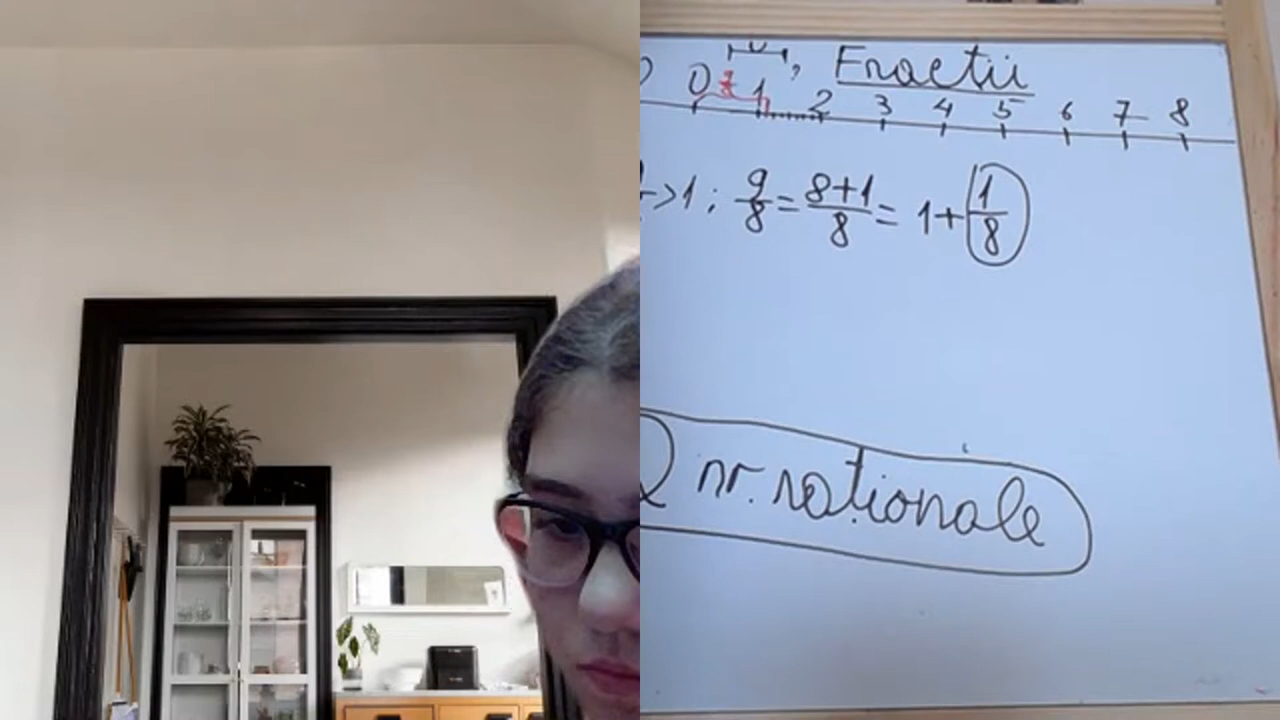 Fracții
0 1 2 3 4 5 6 7 8
>1; 9/8 = 8+1/8 = 1+ 1/8
Q nr. raționale